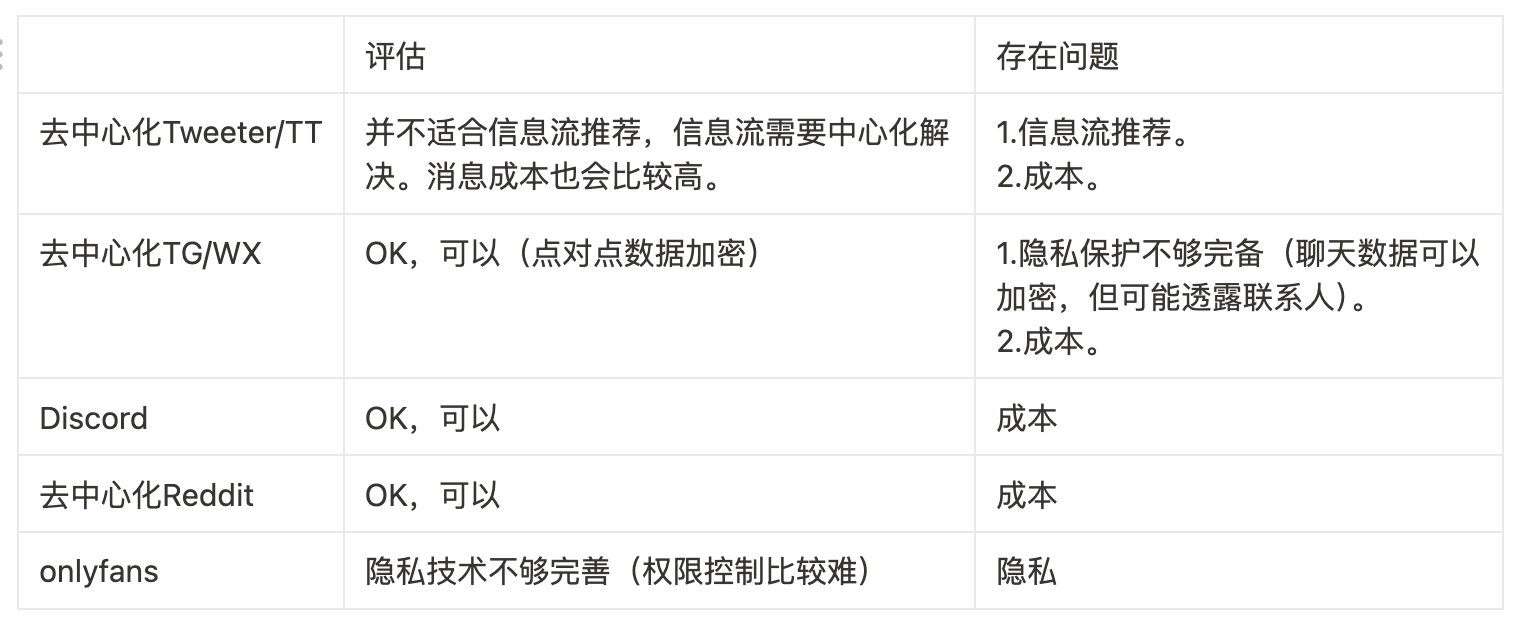 评估
存在问题
去中心化Tweeter/TT
并不适合信息流推荐，信息流需要中心化解
决。消息成本也会比较高。
1.信息流推荐。
2.成本。
去中心化TG/WX
OK，可以（点对点数据加密）
1.隐私保护不够完备（聊天数据可以
加密，但可能透露联系人）。
2.成本。
Discord
OK，可以
成本
去中心化Reddit
OK，可以
成本
onlyfans
隐私技术不够完善（权限控制比较难）
隐私